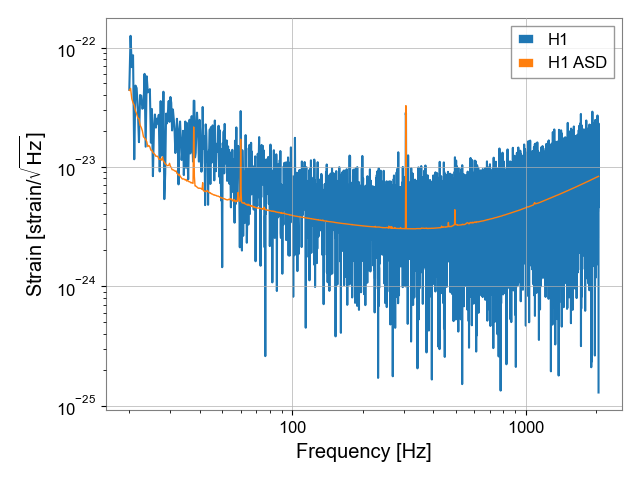 H1
H1 ASD
10⁻²²
10⁻²³
10⁻²⁴
10⁻²⁵
Strain [strain/√Hz]
100
1000
Frequency [Hz]